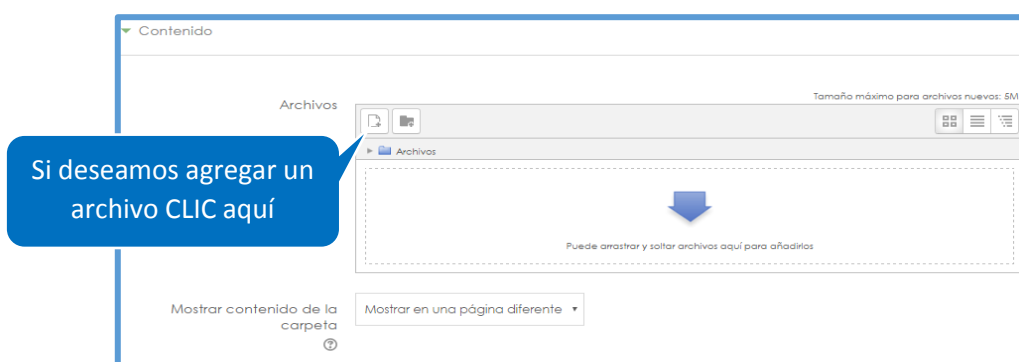 Contenido
Tamaño máximo para archivos nuevos: 5M
Archivos
Archivos
Si deseamos agregar un
archivo CLIC aquí
Puede arrastrar y soltar archivos aquí para añadirlos
Mostrar contenido de la
carpeta
Mostrar en una página diferente